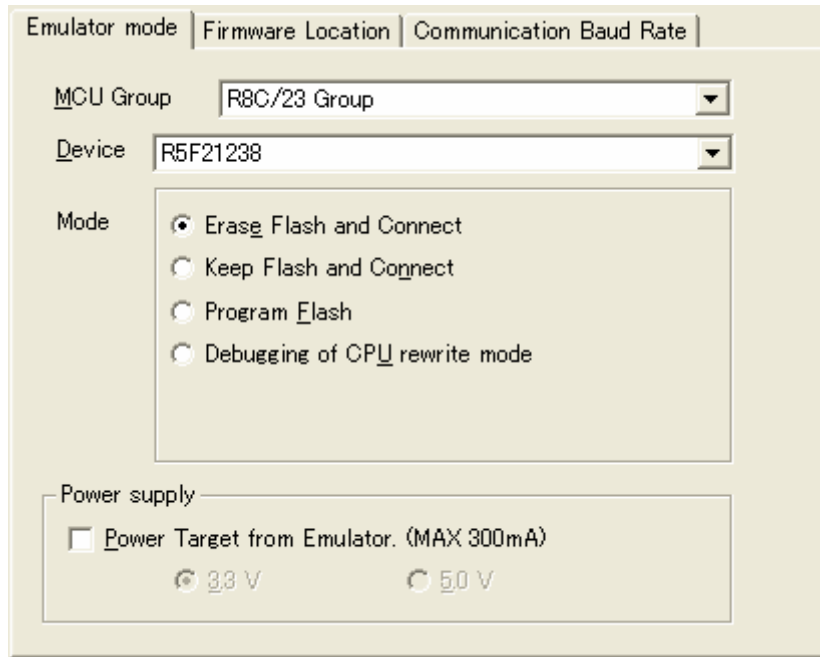 Emulator mode Firmware Location Communication Baud Rate
MCU Group R8C/23 Group
Device R5F21238
Mode
Erase Flash and Connect
Keep Flash and Connect
Program Flash
Debugging of CPU rewrite mode
Power supply
Power Target from Emulator. (MAX 300mA)
3.3 V 5.0 V